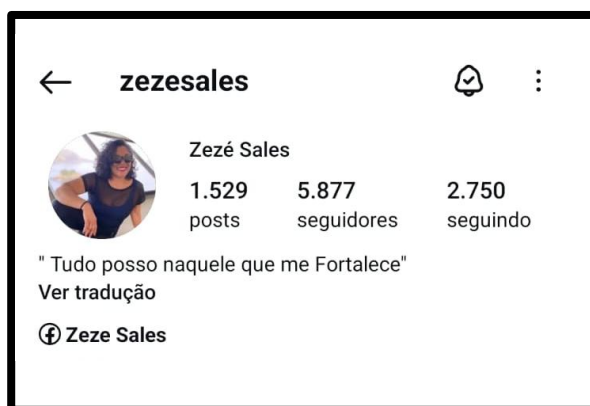 zezesales
Zezé Sales
1.529 5.877 2.750
posts seguidores seguindo
" Tudo posso naquele que me Fortalece"
Ver tradução
Zeze Sales